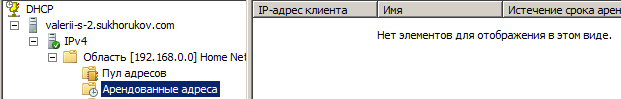 DHCP
valerii-s-2.sukhorukov.com
IPv4
Область [192.168.0.0] Home Net
Пул адресов
Арендованные адреса
IP-адрес клиента Имя Истечение срока арен
Нет элементов для отображения в этом виде.